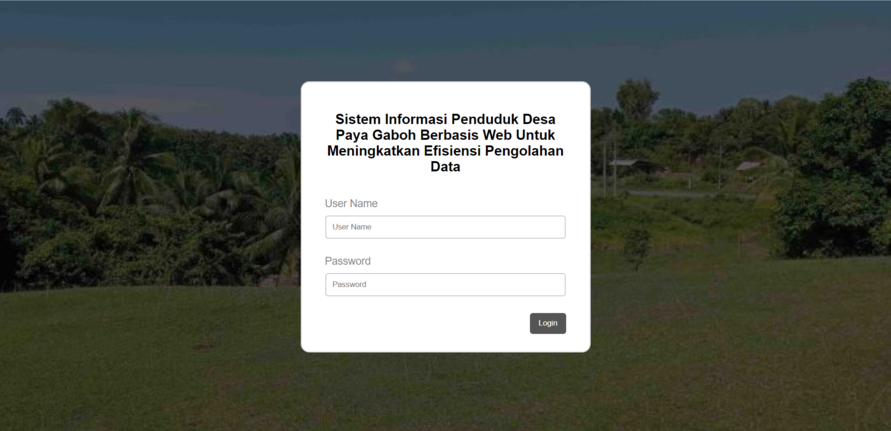 Sistem Informasi Penduduk Desa
Paya Gaboh Berbasis Web Untuk
Meningkatkan Efisiensi Pengolahan
Data
User Name
User Name
Password
Password
Login